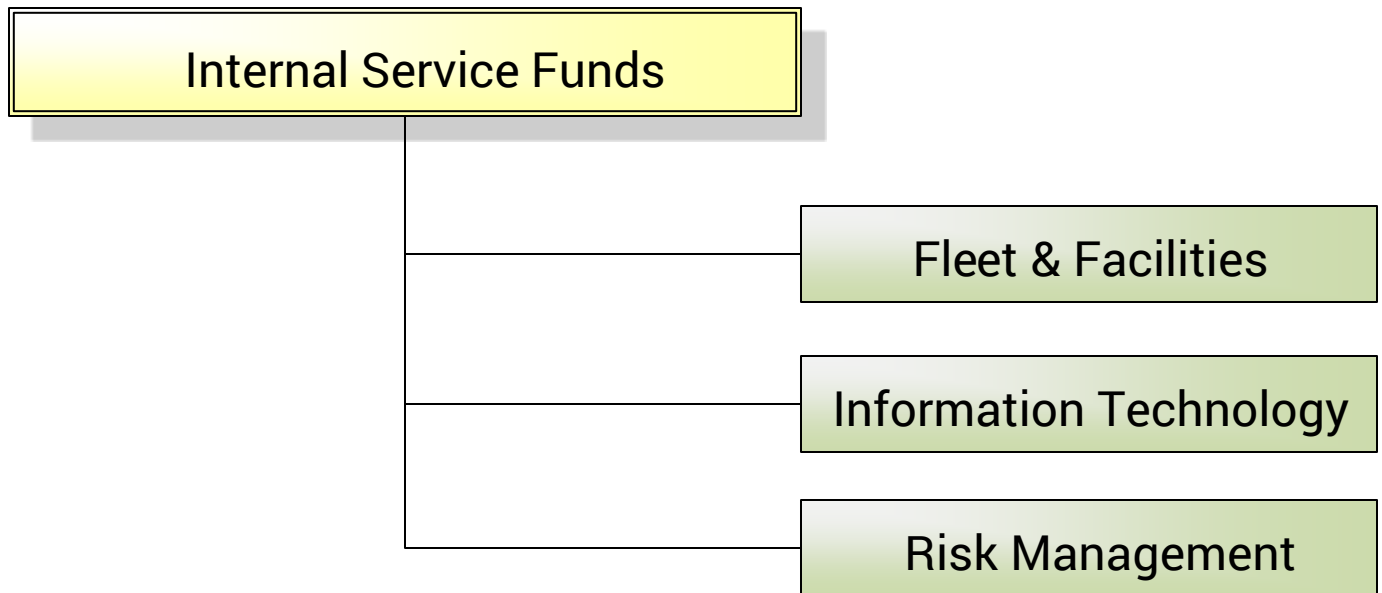 Internal Service Funds
Fleet & Facilities
Information Technology
Risk Management